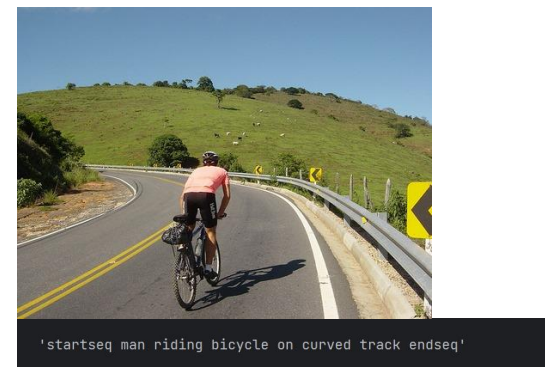 'startseq man riding bicycle on curved track endseq'